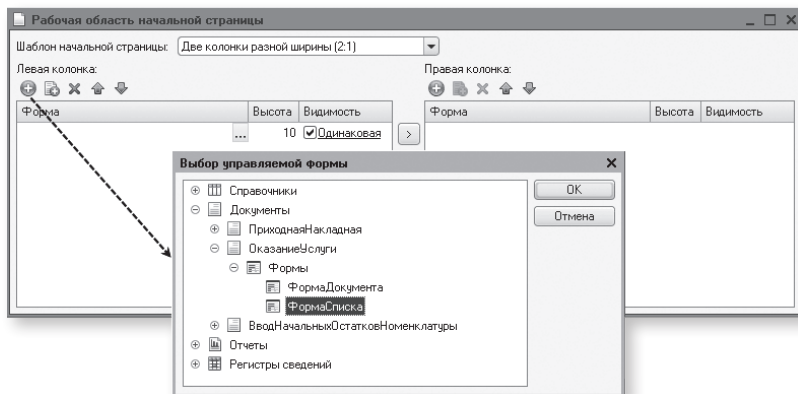 Рабочая область начальной страницы
Шаблон начальной страницы: Две колонки разной ширины (2:1)
Левая колонка:
Правая колонка:
Форма Высота Видимость
Форма Высота Видимость
... 10 Одинаковая >
Выбор управляемой формы
Справочники
ОК
Документы
Отмена
ПриходнаяНакладная
ОказаниеУслуги
Формы
ФормаДокумента
ФормаСписка
ВводНачальныхОстатковНоменклатуры
Отчеты
Регистры сведений